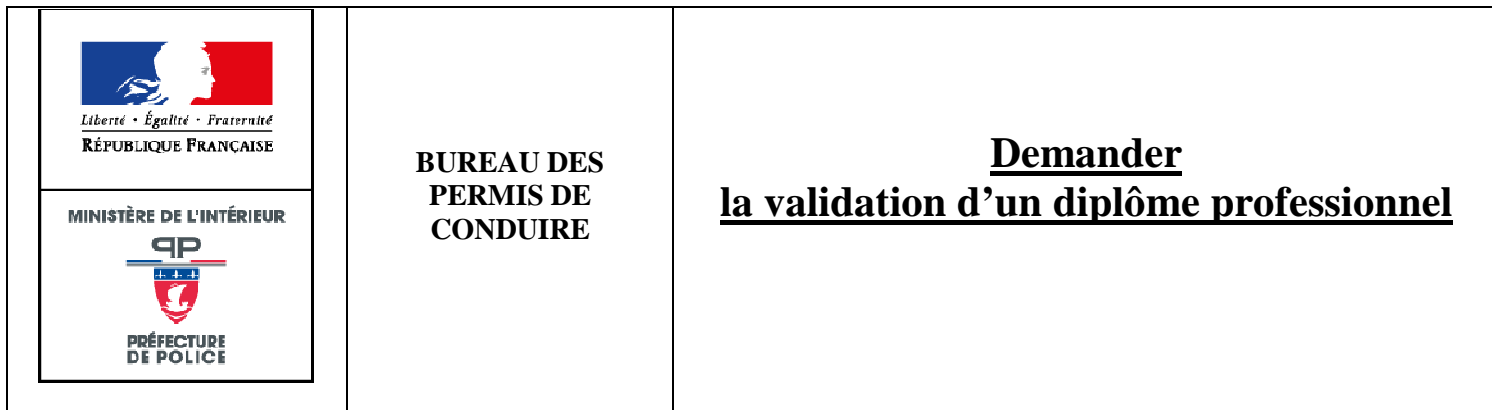 Liberté • Égalité • Fraternité
RÉPUBLIQUE FRANÇAISE
MINISTÈRE DE L'INTÉRIEUR
PP
PRÉFECTURE
DE POLICE
BUREAU DES
PERMIS DE
CONDUIRE
Demander
la validation d’un diplôme professionnel